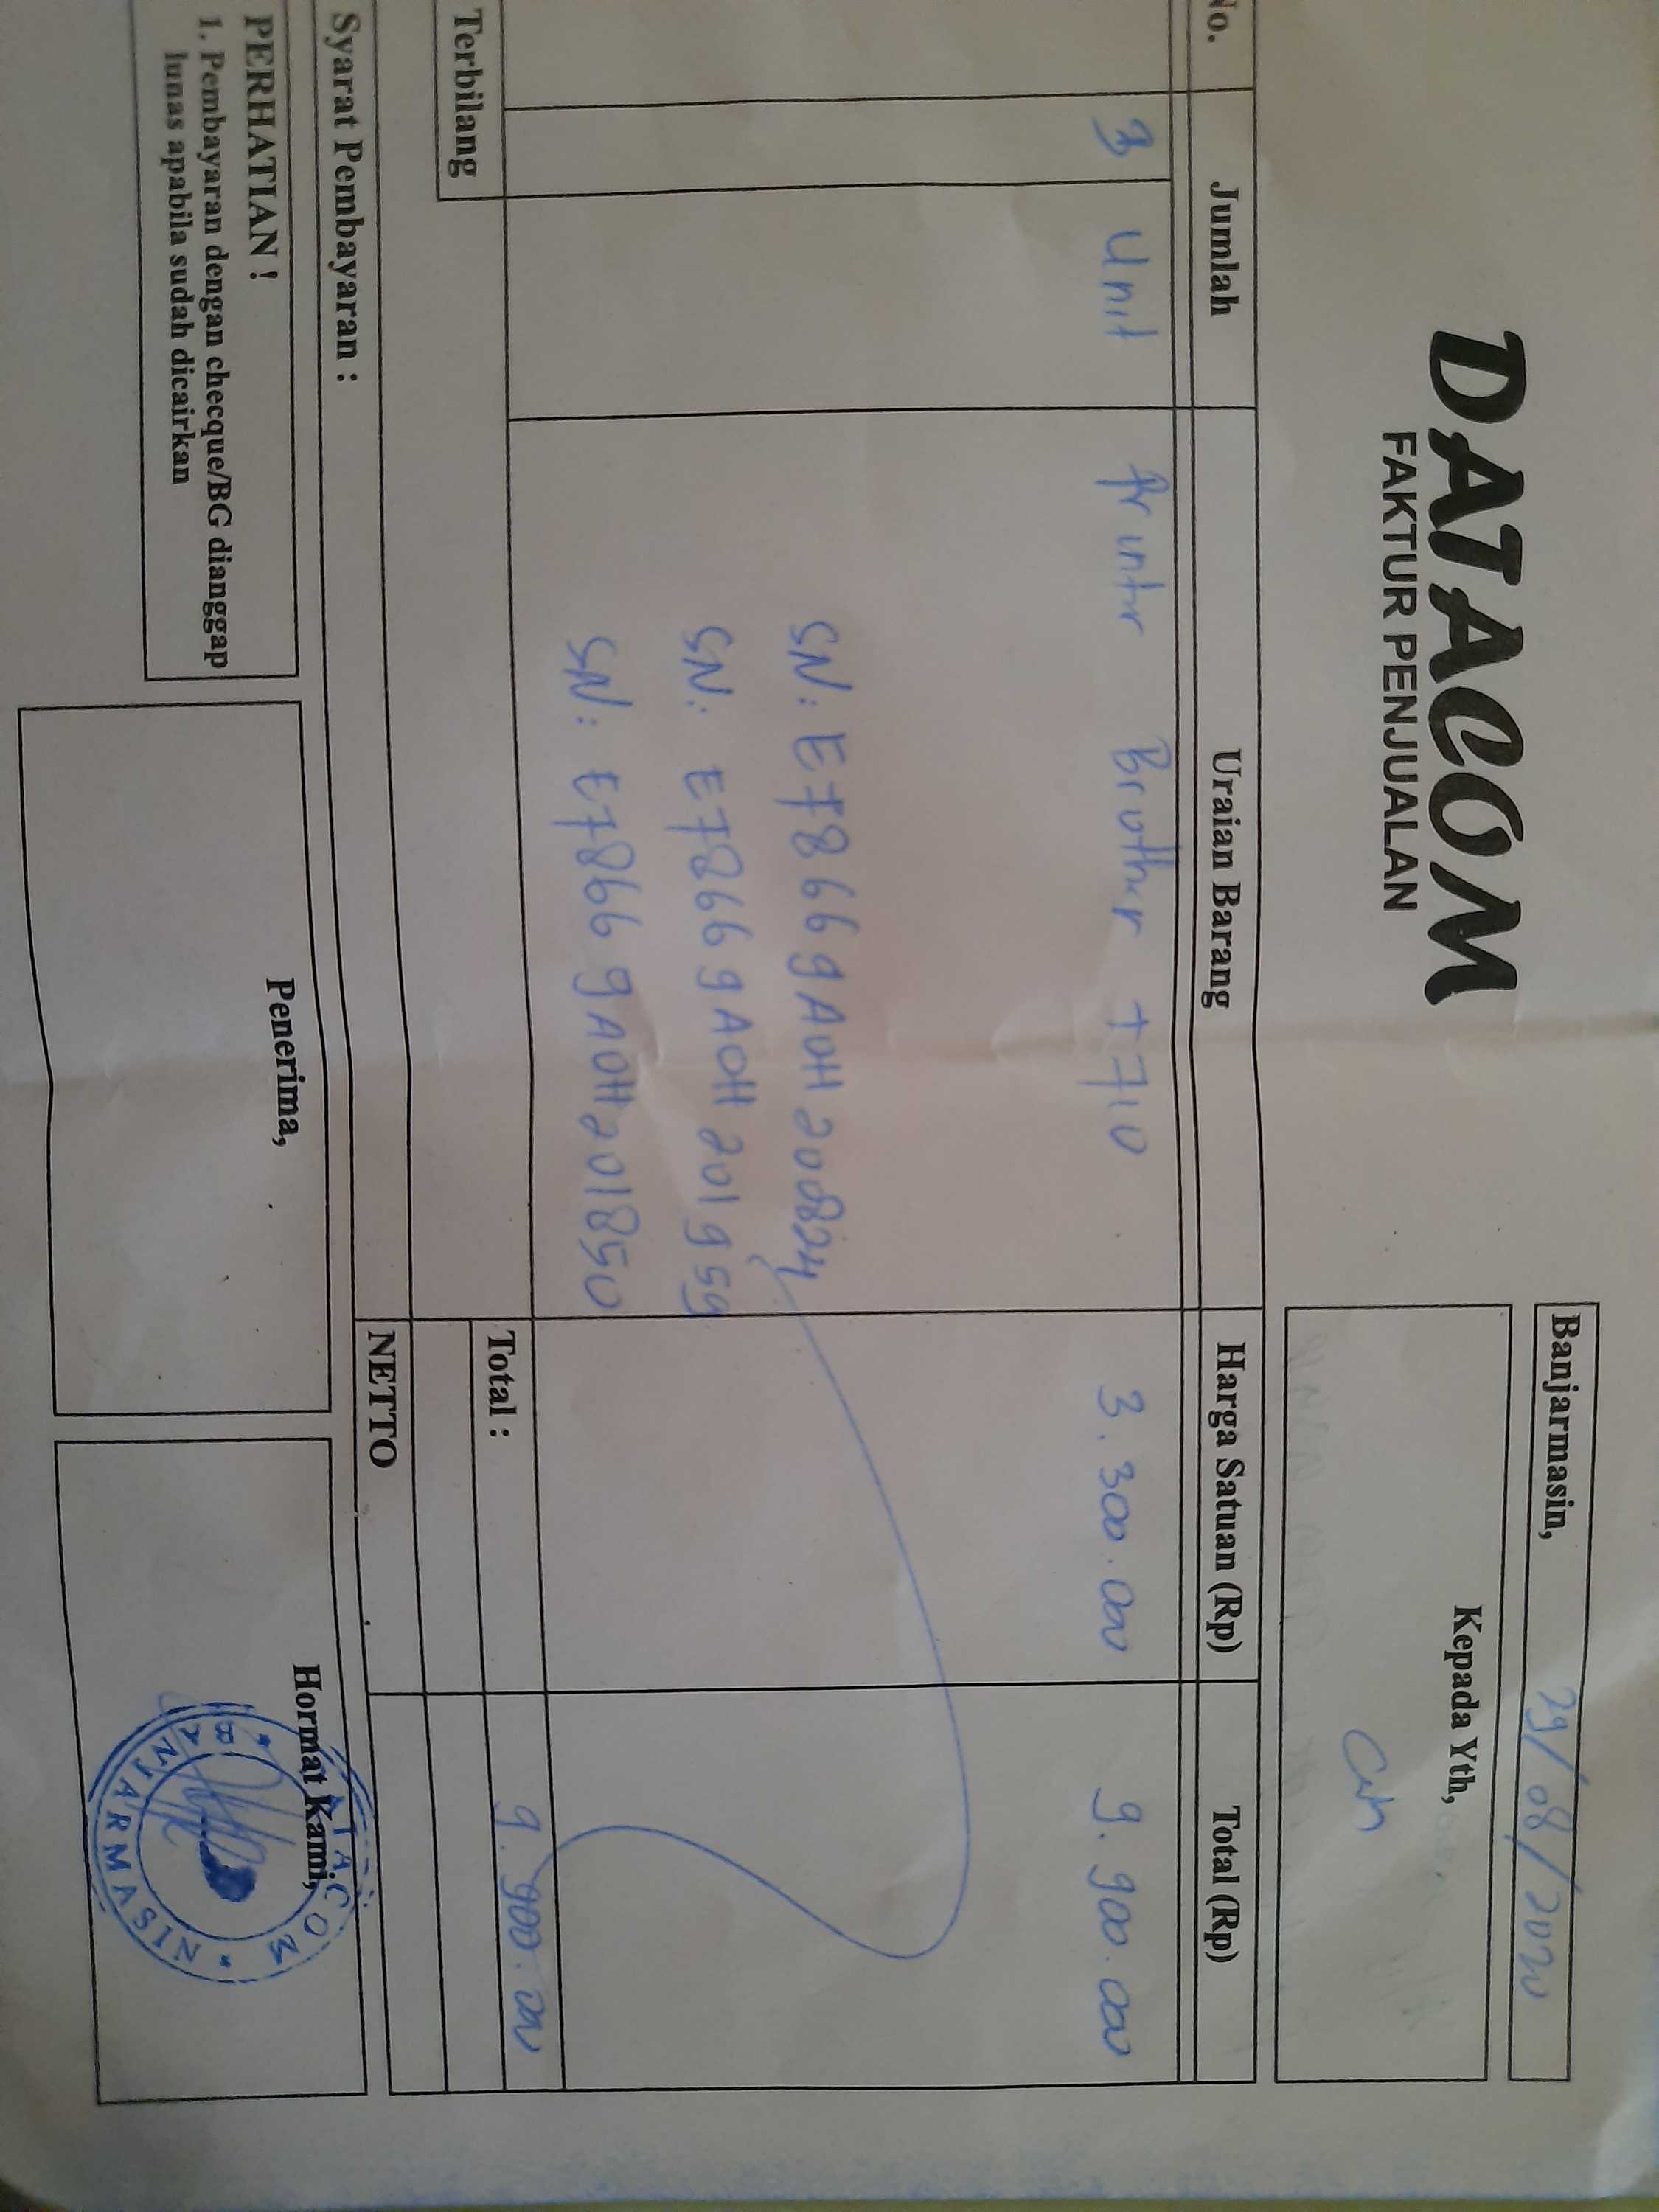 DATACOM
FAKTUR PENJUALAN
Banjarmasin, 29/08/2020
Kepada Yth,
Cash
No. Jumlah Uraian Barang Harga Satuan (Rp) Total (Rp)
3 Unit Printer Brother T710 3.300.000 9.900.000
SN: E78669A0H200824
SN: E78669A0H201959
SN: E78669A0H201850
Terbilang Total : 9.900.000
Syarat Pembayaran : NETTO
PERHATIAN !
1. Pembayaran dengan checque/BG dianggap
lunas apabila sudah dicairkan
Penerima,
Hormat Kami,
DATACOM
BANJARMASIN